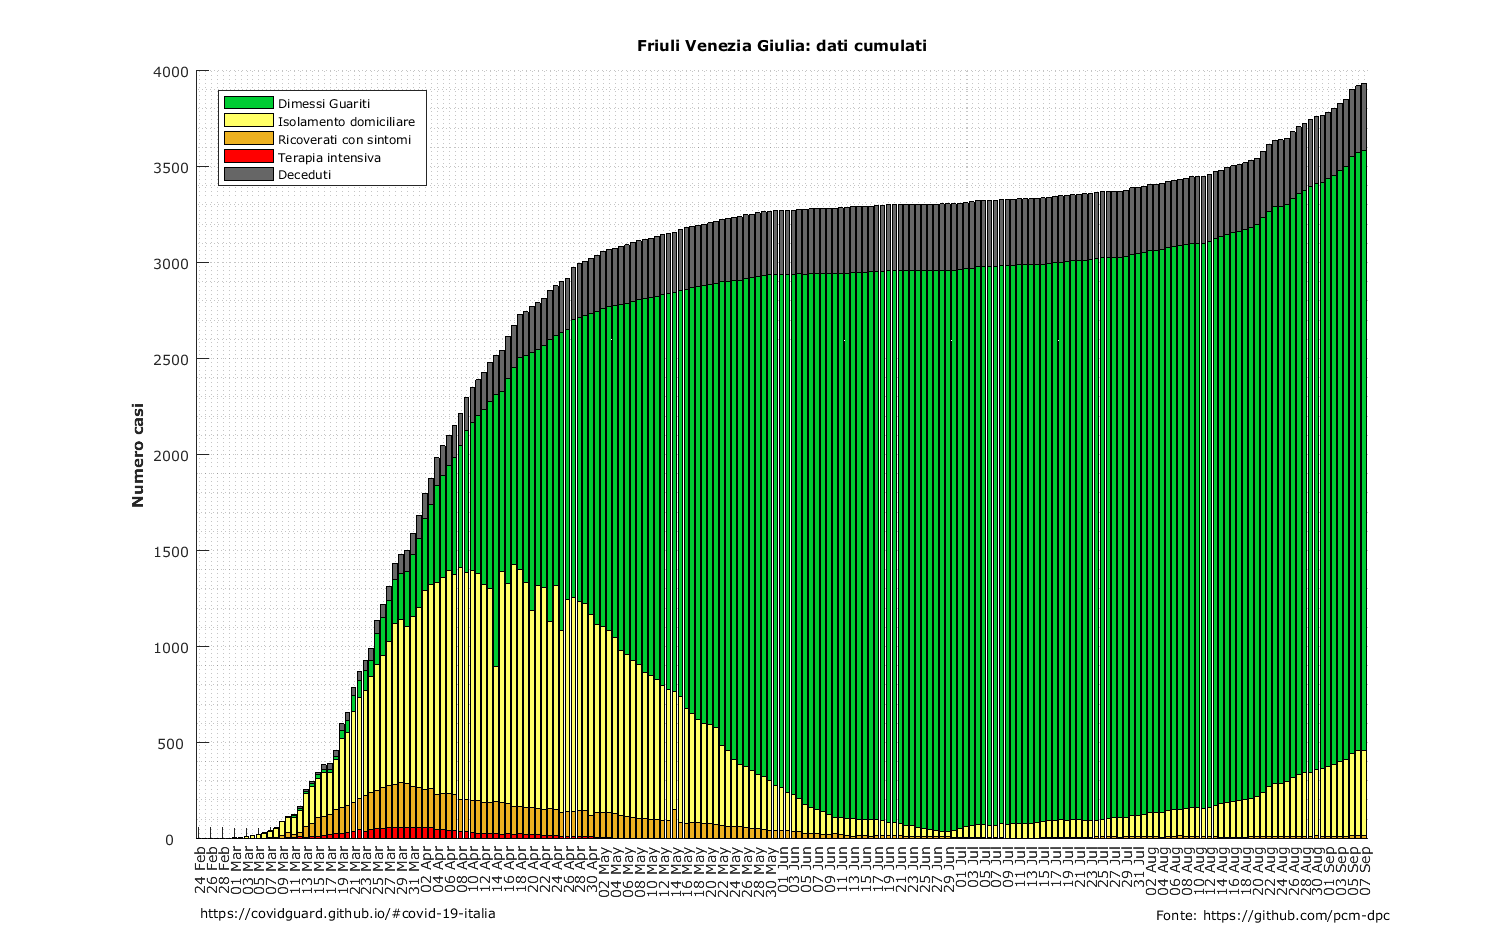 Friuli Venezia Giulia: dati cumulati
4000
3500
3000
2500
2000
1500
1000
500
0
Numero casi
Dimessi Guariti
Isolamento domiciliare
Ricoverati con sintomi
Terapia intensiva
Deceduti
24 Feb
26 Feb
28 Feb
01 Mar
03 Mar
05 Mar
07 Mar
09 Mar
11 Mar
13 Mar
15 Mar
17 Mar
19 Mar
21 Mar
23 Mar
25 Mar
27 Mar
29 Mar
31 Mar
02 Apr
04 Apr
06 Apr
08 Apr
10 Apr
12 Apr
14 Apr
16 Apr
18 Apr
20 Apr
22 Apr
24 Apr
26 Apr
28 Apr
30 Apr
02 May
04 May
06 May
08 May
10 May
12 May
14 May
16 May
18 May
20 May
22 May
24 May
26 May
28 May
30 May
01 Jun
03 Jun
05 Jun
07 Jun
09 Jun
11 Jun
13 Jun
15 Jun
17 Jun
19 Jun
21 Jun
23 Jun
25 Jun
27 Jun
29 Jun
01 Jul
03 Jul
05 Jul
07 Jul
09 Jul
11 Jul
13 Jul
15 Jul
17 Jul
19 Jul
21 Jul
23 Jul
25 Jul
27 Jul
29 Jul
31 Jul
02 Aug
04 Aug
06 Aug
08 Aug
10 Aug
12 Aug
14 Aug
16 Aug
18 Aug
20 Aug
22 Aug
24 Aug
26 Aug
28 Aug
30 Aug
01 Sep
03 Sep
05 Sep
07 Sep
https://covidguard.github.io/#covid-19-italia
Fonte: https://github.com/pcm-dpc